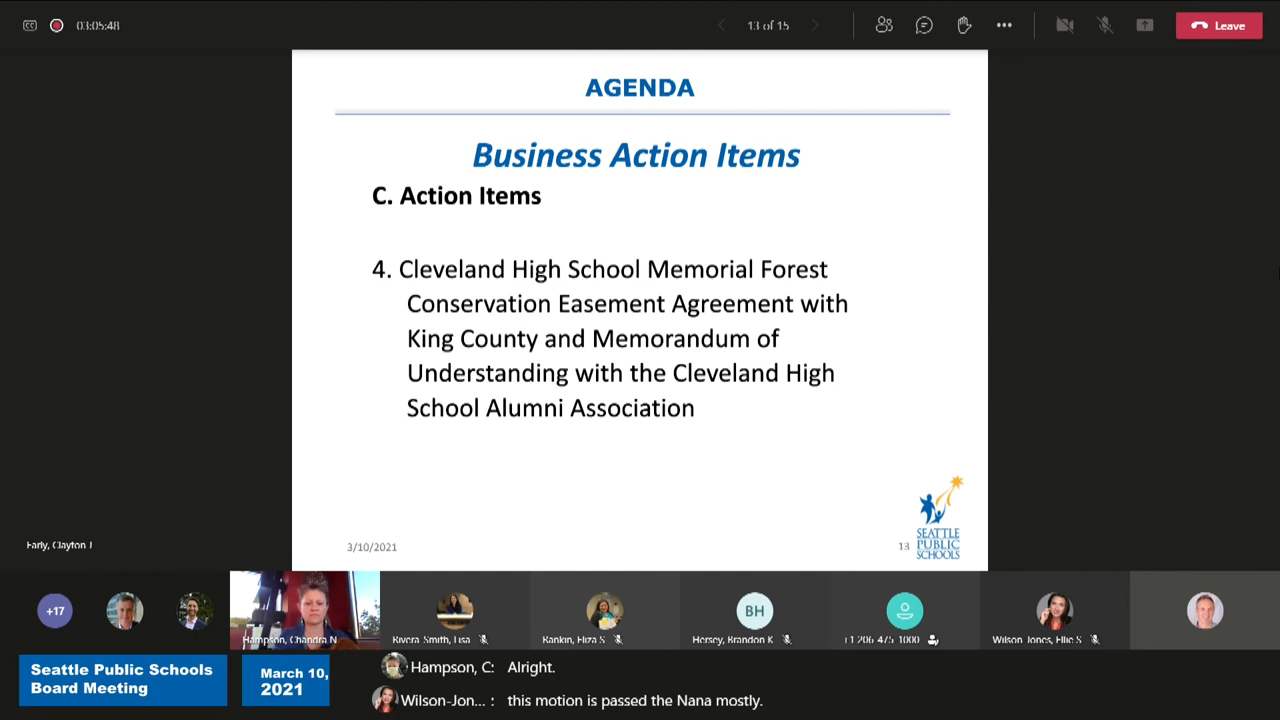 03:05:48
13 of 15
Leave
AGENDA
Business Action Items
C. Action Items
4. Cleveland High School Memorial Forest
Conservation Easement Agreement with
King County and Memorandum of
Understanding with the Cleveland High
School Alumni Association
3/10/2021
13
SEATTLE
PUBLIC
SCHOOLS
Early, Clayton J
+17
Hampson, Chandra N
Rivera-Smith, Lisa
Rankin, Eliza S
BH
Hersey, Brandon K
+1 206-475-1000
Wilson-Jones, Ellie S
Seattle Public Schools
Board Meeting
March 10,
2021
Hampson, C: Alright.
Wilson-Jon... : this motion is passed the Nana mostly.